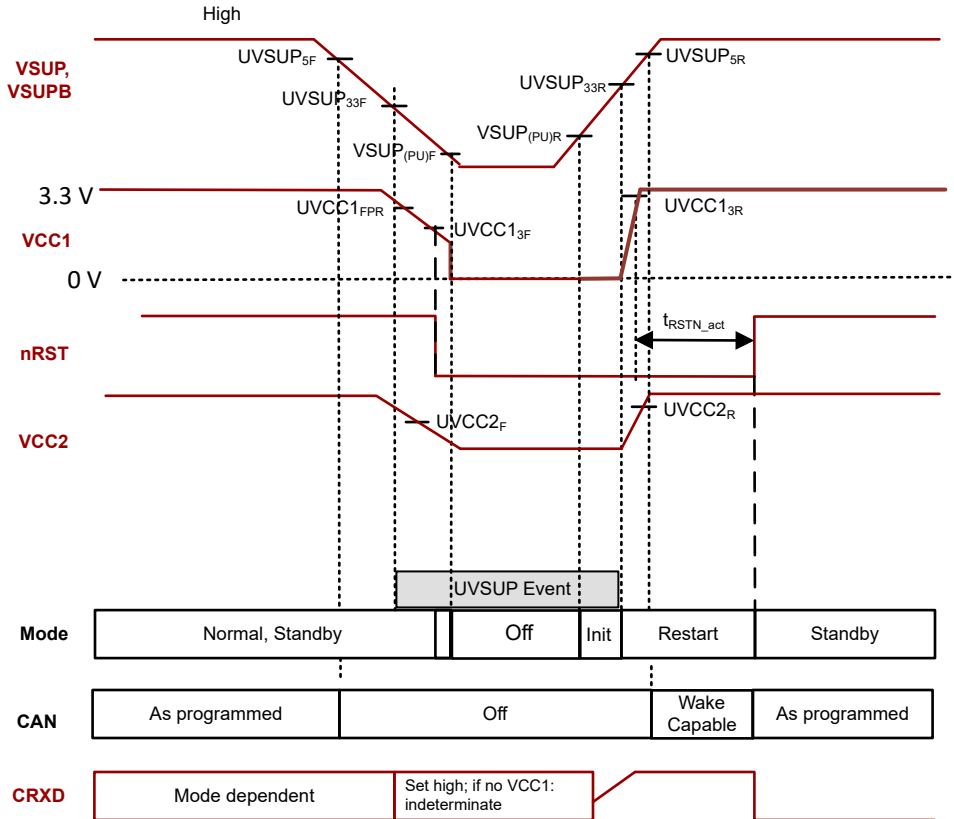 High
VSUP,
VSUPB
UVSUP5F
UVSUP33F
VSUP(PU)F
VSUP(PU)R
UVSUP33R
UVSUP5R
3.3 V
VCC1
0 V
UVCC1FPR
UVCC13F
UVCC13R
nRST
tRSTN_act
VCC2
UVCC2F
UVCC2R
UVSUP Event
Mode
Normal, Standby
Off
Init
Restart
Standby
CAN
As programmed
Off
Wake
Capable
As programmed
CRXD
Mode dependent
Set high; if no VCC1:
indeterminate